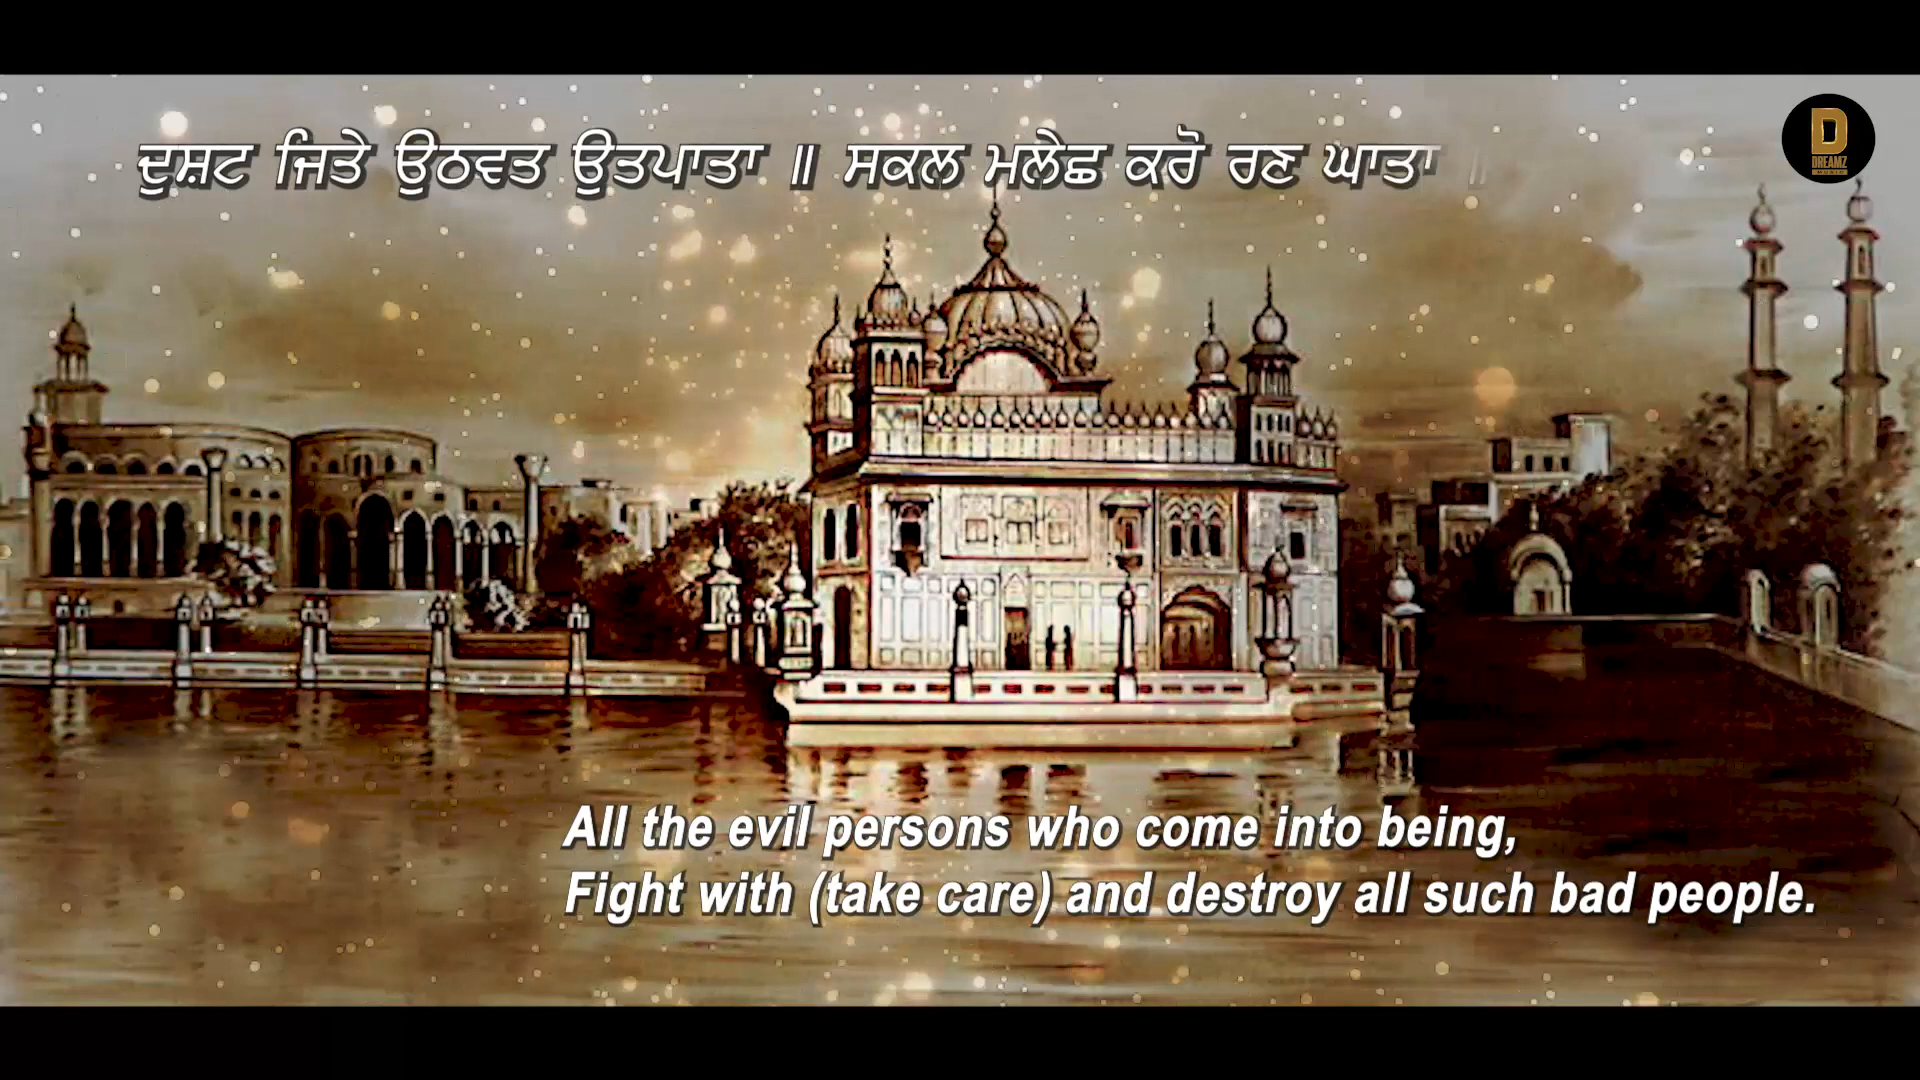 ਦੁਸ਼ਟ ਜਿਤੇ ਉਠਵਤ ਉਤਪਾਤਾ ॥ ਸਕਲ ਮਲੇਛ ਕਰੋ ਰਣ ਘਾਤਾ ॥
D
DREAMZ
MUSIC
All the evil persons who come into being,
Fight with (take care) and destroy all such bad people.